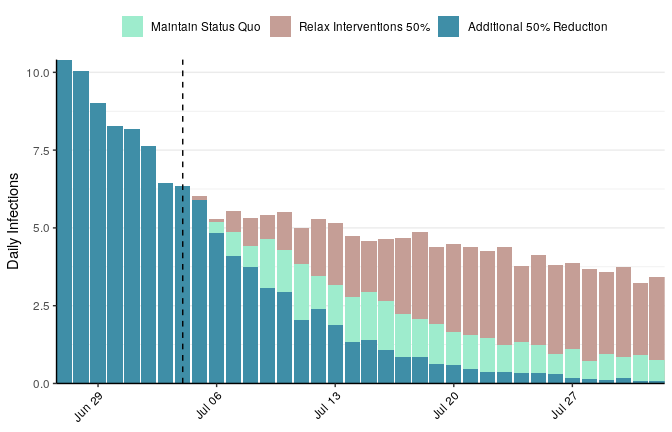 Maintain Status Quo Relax Interventions 50% Additional 50% Reduction
10.0
7.5
5.0
2.5
0.0
Daily Infections
Jun 29 Jul 06 Jul 13 Jul 20 Jul 27